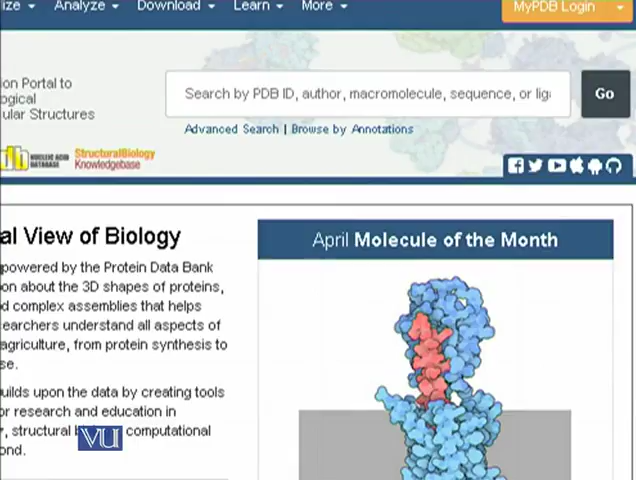 ize Analyze Download Learn More MyPDB Login
ion Portal to
ogical
ular Structures
Search by PDB ID, author, macromolecule, sequence, or lig
Go
Advanced Search | Browse by Annotations
NUCLEIC ACID
DATABASE
StructuralBiology
Knowledgebase
al View of Biology
powered by the Protein Data Bank
on about the 3D shapes of proteins,
d complex assemblies that helps
earchers understand all aspects of
agriculture, from protein synthesis to
se.
uilds upon the data by creating tools
or research and education in
, structural b computational
ond.
VU
April Molecule of the Month